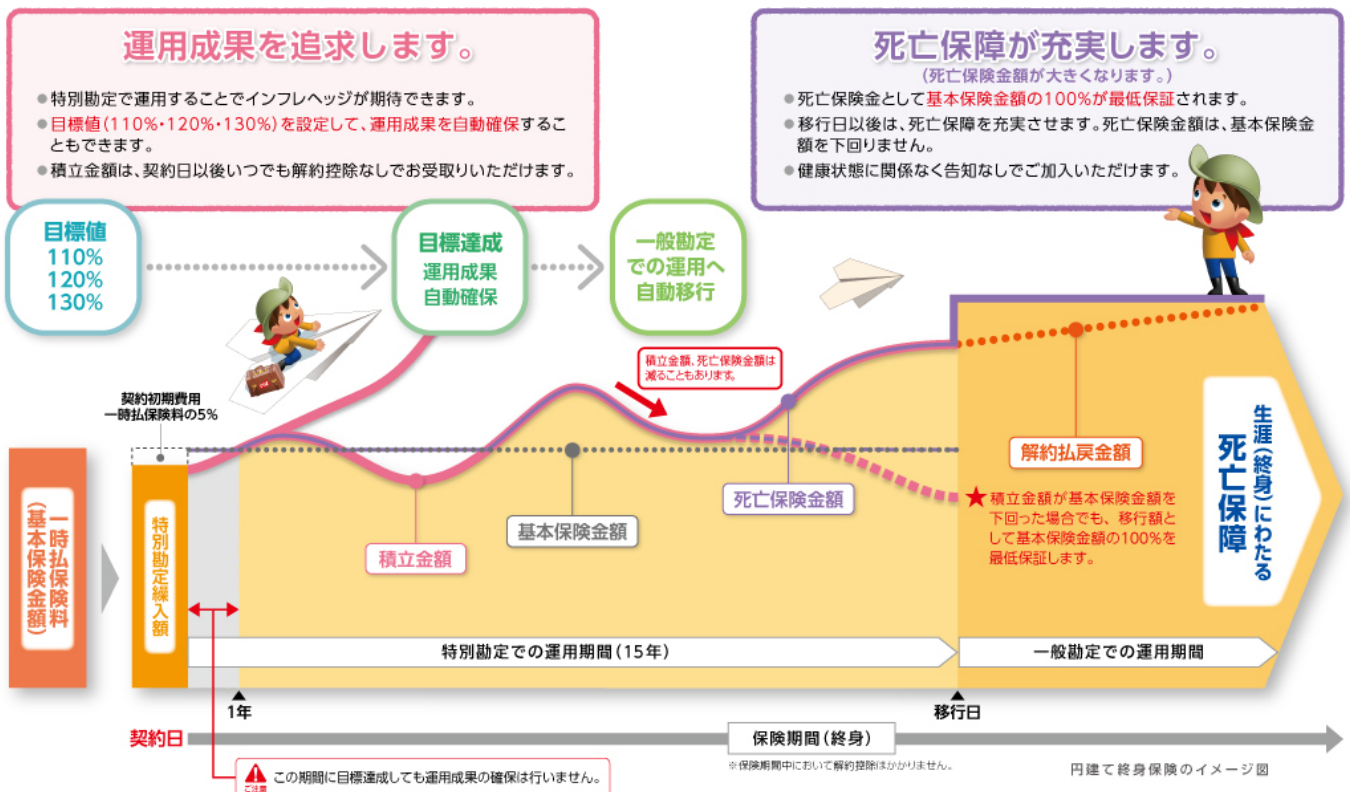 運用成果を追求します。
●特別勘定で運用することでインフレヘッジが期待できます。
●目標値(110%・120%・130%)を設定して、運用成果を自動確保するこ
ともできます。
●積立金額は、契約日以後いつでも解約控除なしでお受取りいただけます。
死亡保障が充実します。
(死亡保険金額が大きくなります。)
●死亡保険金として基本保険金額の100%が最低保証されます。
●移行日以後は、死亡保障を充実させます。死亡保険金額は、基本保険金
額を下回りません。
●健康状態に関係なく告知なしでご加入いただけます。
目標値
110%
120%
130%
目標達成
運用成果
自動確保
一般勘定
での運用へ
自動移行
積立金額、死亡保険金額は
減ることもあります。
契約初期費用
一時払保険料の5%
一時払保険料
(基本保険金額)
特別勘定繰入額
積立金額
基本保険金額
死亡保険金額
解約払戻金額
★積立金額が基本保険金額を
下回った場合でも、移行額と
して基本保険金額の100%を
最低保証します。
生涯(終身)にわたる
死亡保障
特別勘定での運用期間(15年)
一般勘定での運用期間
1年
移行日
契約日
保険期間(終身)
※保険期間中において解約控除はかかりません。
円建て終身保険のイメージ図
ご注意
この期間に目標達成しても運用成果の確保は行いません。